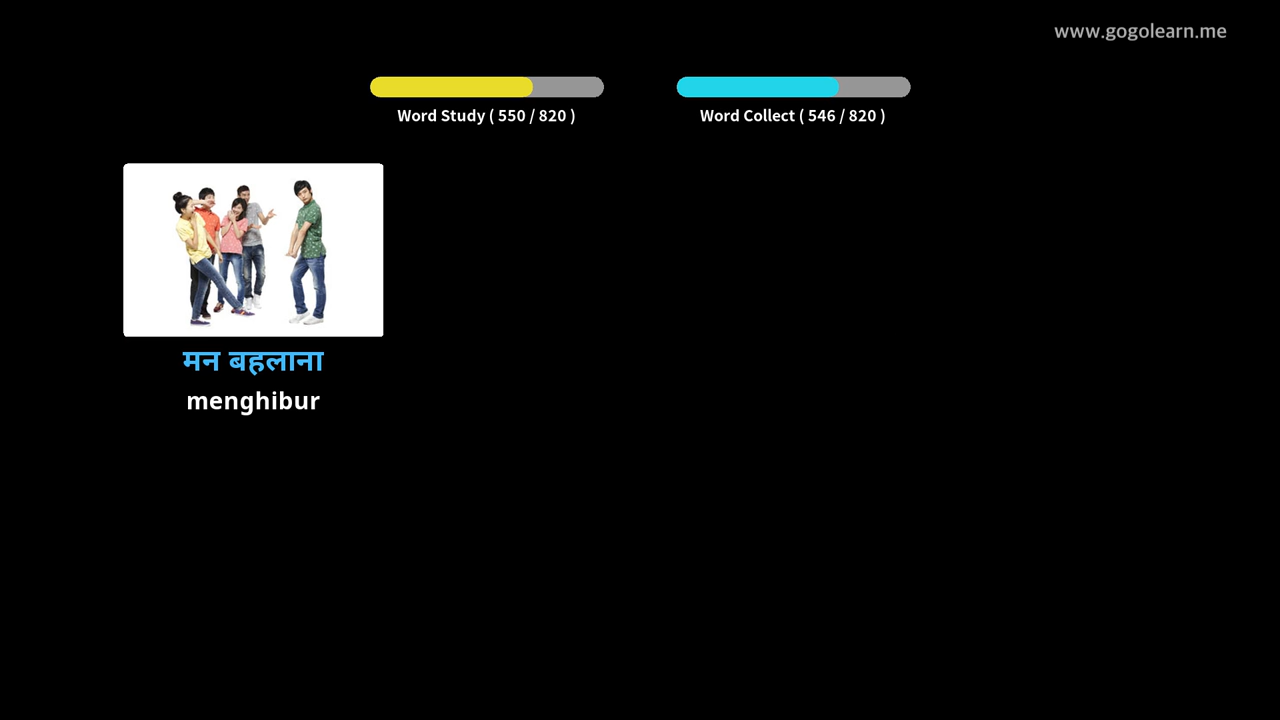 www.gogolearn.me
Word Study ( 550 / 820 )
Word Collect ( 546 / 820 )
मन बहलाना
menghibur